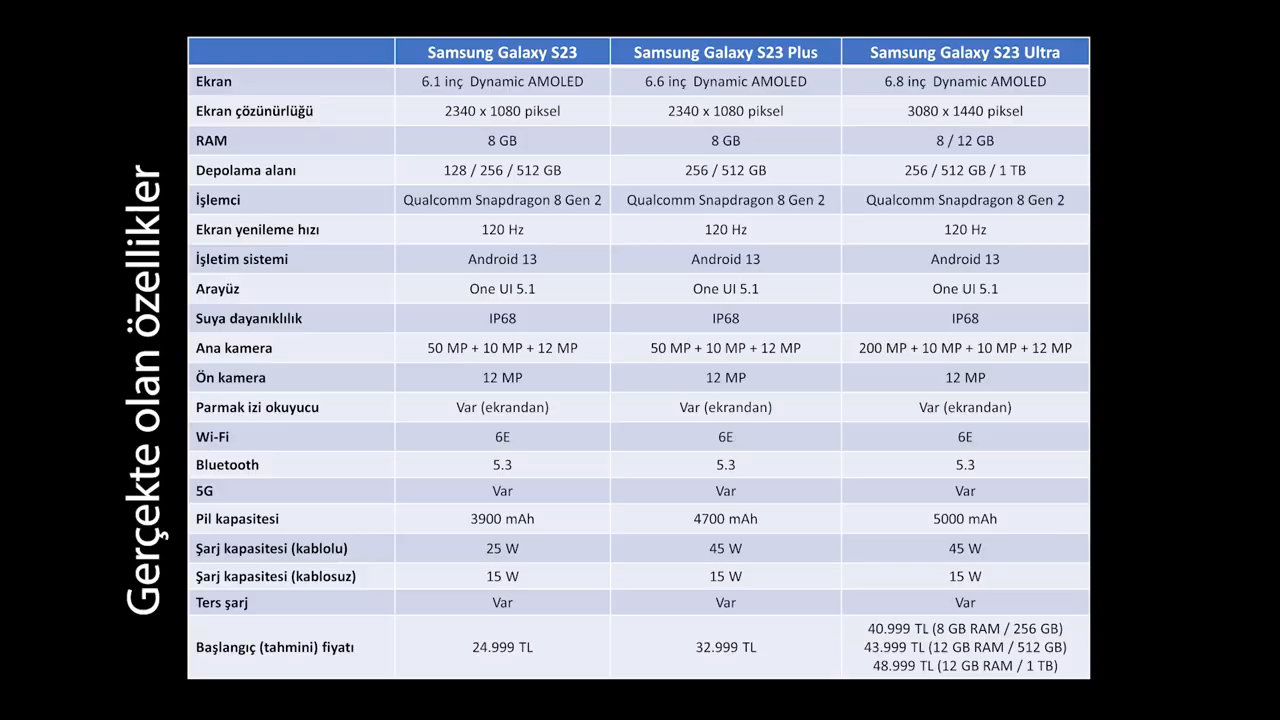 Gerçekte olan özellikler
Samsung Galaxy S23 Samsung Galaxy S23 Plus Samsung Galaxy S23 Ultra
Ekran 6.1 inç Dynamic AMOLED 6.6 inç Dynamic AMOLED 6.8 inç Dynamic AMOLED
Ekran çözünürlüğü 2340 x 1080 piksel 2340 x 1080 piksel 3080 x 1440 piksel
RAM 8 GB 8 GB 8 / 12 GB
Depolama alanı 128 / 256 / 512 GB 256 / 512 GB 256 / 512 GB / 1 TB
İşlemci Qualcomm Snapdragon 8 Gen 2 Qualcomm Snapdragon 8 Gen 2 Qualcomm Snapdragon 8 Gen 2
Ekran yenileme hızı 120 Hz 120 Hz 120 Hz
İşletim sistemi Android 13 Android 13 Android 13
Arayüz One UI 5.1 One UI 5.1 One UI 5.1
Suya dayanıklılık IP68 IP68 IP68
Ana kamera 50 MP + 10 MP + 12 MP 50 MP + 10 MP + 12 MP 200 MP + 10 MP + 10 MP + 12 MP
Ön kamera 12 MP 12 MP 12 MP
Parmak izi okuyucu Var (ekrandan) Var (ekrandan) Var (ekrandan)
Wi-Fi 6E 6E 6E
Bluetooth 5.3 5.3 5.3
5G Var Var Var
Pil kapasitesi 3900 mAh 4700 mAh 5000 mAh
Şarj kapasitesi (kablolu) 25 W 45 W 45 W
Şarj kapasitesi (kablosuz) 15 W 15 W 15 W
Ters şarj Var Var Var
Başlangıç (tahmini) fiyatı 24.999 TL 32.999 TL 40.999 TL (8 GB RAM / 256 GB)
43.999 TL (12 GB RAM / 512 GB)
48.999 TL (12 GB RAM / 1 TB)